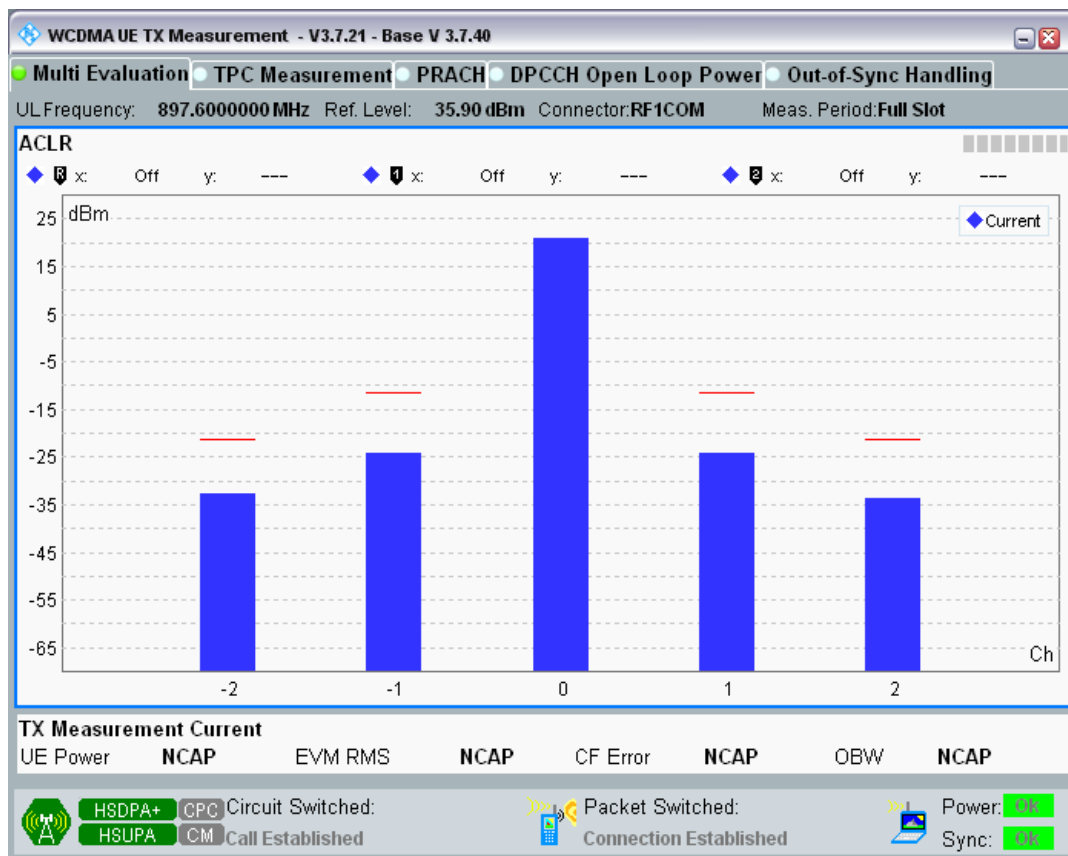 WCDMA UE TX Measurement - V3.7.21 - Base V 3.7.40
Multi Evaluation TPC Measurement PRACH DPCCH Open Loop Power Out-of-Sync Handling
UL Frequency: 897.6000000 MHz Ref. Level: 35.90 dBm Connector:RF1COM Meas. Period:Full Slot
ACLR
R x: Off y: --- 1 x: Off y: --- 2 x: Off y: ---
dBm
Current
25
15
5
-5
-15
-25
-35
-45
-55
-65
Ch
-2 -1 0 1 2
TX Measurement Current
UE Power NCAP EVM RMS NCAP CF Error NCAP OBW NCAP
HSDPA+ CPC Circuit Switched: Packet Switched: Power: OK
HSUPA CM Call Established Connection Established Sync: OK